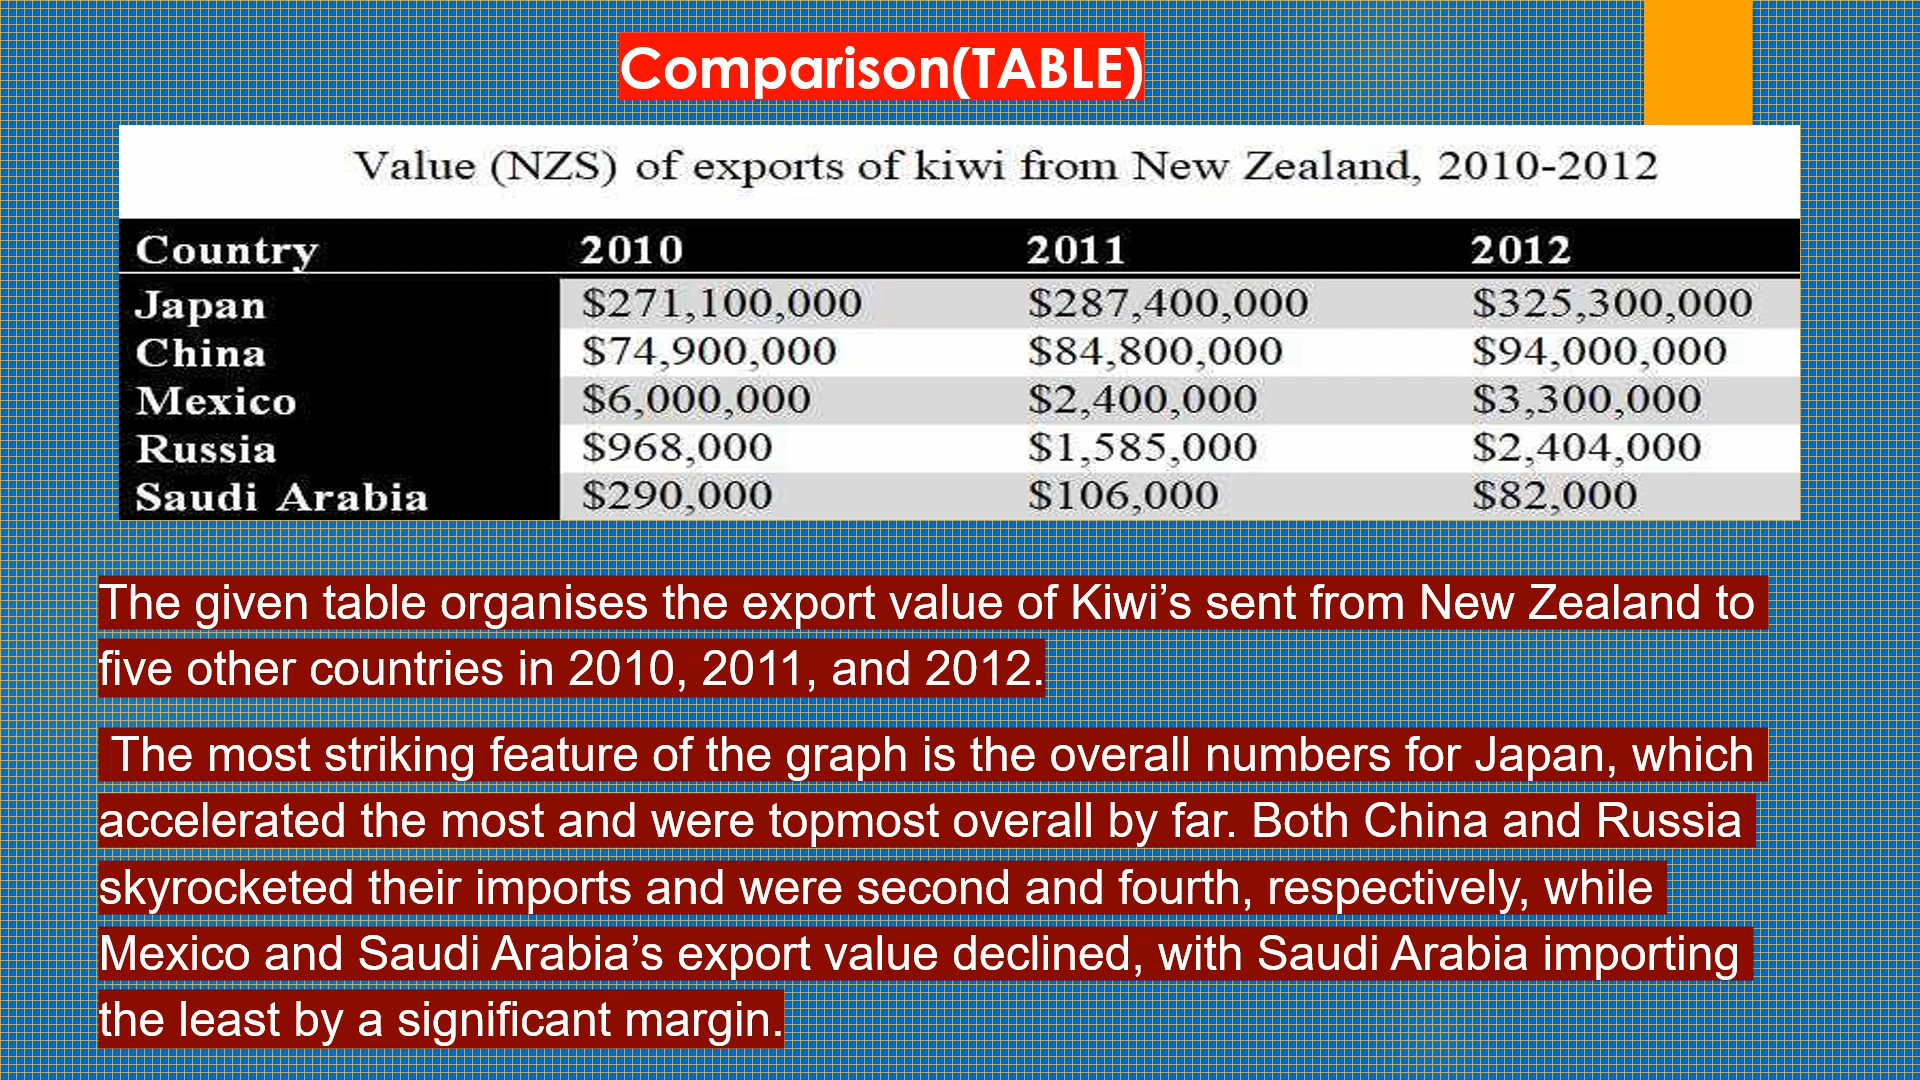 Comparison(TABLE)
Value (NZS) of exports of kiwi from New Zealand, 2010-2012
Country 2010 2011 2012
Japan $271,100,000 $287,400,000 $325,300,000
China $74,900,000 $84,800,000 $94,000,000
Mexico $6,000,000 $2,400,000 $3,300,000
Russia $968,000 $1,585,000 $2,404,000
Saudi Arabia $290,000 $106,000 $82,000
The given table organises the export value of Kiwi’s sent from New Zealand to
five other countries in 2010, 2011, and 2012.
The most striking feature of the graph is the overall numbers for Japan, which
accelerated the most and were topmost overall by far. Both China and Russia
skyrocketed their imports and were second and fourth, respectively, while
Mexico and Saudi Arabia’s export value declined, with Saudi Arabia importing
the least by a significant margin.